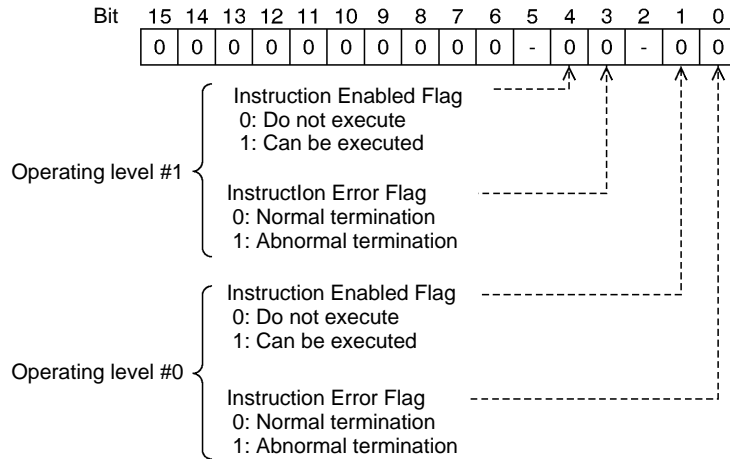 Bit 15 14 13 12 11 10 9 8 7 6 5 4 3 2 1 0
0 0 0 0 0 0 0 0 0 0 - 0 0 - 0 0
Instruction Enabled Flag
0: Do not execute
1: Can be executed
Operating level #1
InstructIon Error Flag
0: Normal termination
1: Abnormal termination
Instruction Enabled Flag
0: Do not execute
1: Can be executed
Operating level #0
Instruction Error Flag
0: Normal termination
1: Abnormal termination